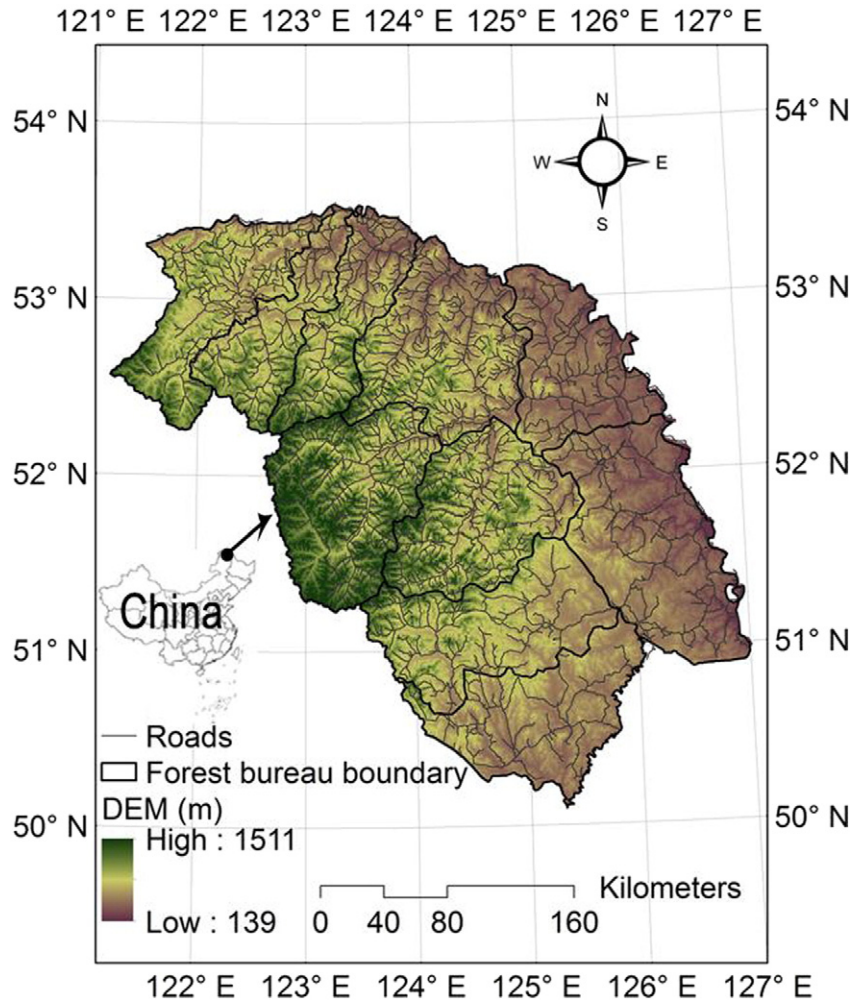 121° E 122° E 123° E 124° E 125° E 126° E 127° E
54° N 54° N
N
W E
S
53° N 53° N
52° N 52° N
China
51° N 51° N
Roads
Forest bureau boundary
DEM (m)
High : 1511
Low : 139
50° N 50° N
Kilometers
0 40 80 160
122° E 123° E 124° E 125° E 126° E 127° E